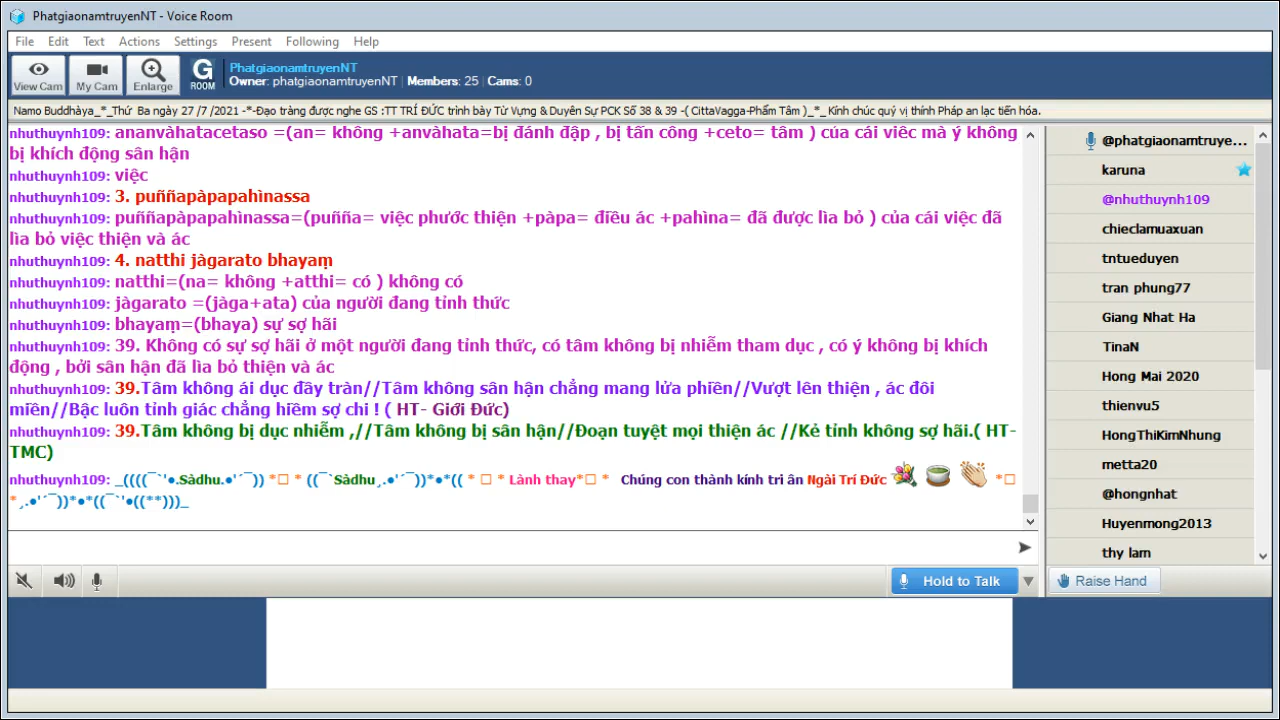 PhatgiaonamtruyenNT - Voice Room
File Edit Text Actions Settings Present Following Help
View Cam My Cam Enlarge G ROOM
PhatgiaonamtruyenNT
Owner: phatgiaonamtruyenNT | Members: 25 | Cams: 0
Namo Buddhàya_*_Thứ Ba ngày 27 /7 /2021 -*-Đạo tràng được nghe GS :TT TRÍ ĐỨC trình bày Từ Vựng & Duyên Sự PCK Số 38 & 39 -( CittaVagga-Phẩm Tâm )_*_ Kính chúc quý vị thính Pháp an lạc tiến hóa.
nhuthuynh109: ananvàhatacetaso =(an= không +anvàhata=bị đánh đập , bị tấn công +ceto= tâm ) của cái viêc mà ý không
bị khích động sân hận
nhuthuynh109: việc
nhuthuynh109: 3. puññapàpapahìnassa
nhuthuynh109: puññapàpapahìnassa=(puñña= việc phước thiện +pàpa= điều ác +pahìna= đã được lìa bỏ ) của cái việc đã
lìa bỏ việc thiện và ác
nhuthuynh109: 4. natthi jàgarato bhayaṃ
nhuthuynh109: natthi=(na= không +atthi= có ) không có
nhuthuynh109: jàgarato =(jàga+ata) của người đang tỉnh thức
nhuthuynh109: bhayaṃ=(bhaya) sự sợ hãi
nhuthuynh109: 39. Không có sự sợ hãi ở một người đang tỉnh thức, có tâm không bị nhiễm tham dục , có ý không bị khích
động , bởi sân hận đã lìa bỏ thiện và ác
nhuthuynh109: 39.Tâm không ái dục đầy tràn//Tâm không sân hận chẳng mang lửa phiền//Vượt lên thiện , ác đôi
miền//Bậc luôn tỉnh giác chẳng hiềm sợ chi ! ( HT- Giới Đức)
nhuthuynh109: 39.Tâm không bị dục nhiễm ,//Tâm không bị sân hận//Đoạn tuyệt mọi thiện ác //Kẻ tỉnh không sợ hãi.( HT-
TMC)
nhuthuynh109: _((((¯`'•.Sàdhu.•'´¯)) *□ * ((¯`Sàdhu¸.•'´¯))*•*(( * □ * Lành thay*□ * Chúng con thành kính tri ân Ngài Trí Đức *□
*¸.•'´¯))*•*((¯`'•((**)))_
Hold to Talk
@phatgiaonamtruye...
karuna
@nhuthuynh109
chieclamuaxuan
tntueduyen
tran phung77
Giang Nhat Ha
TinaN
Hong Mai 2020
thienvu5
HongThiKimNhung
metta20
@hongnhat
Huyenmong2013
thy lam
Raise Hand